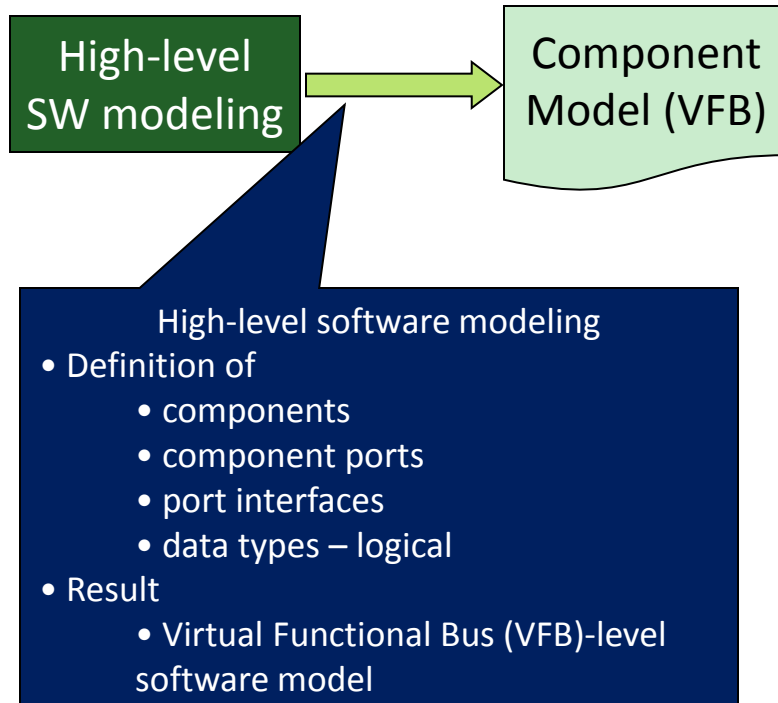 High-level
SW modeling
Component
Model (VFB)
High-level software modeling
• Definition of
• components
• component ports
• port interfaces
• data types – logical
• Result
• Virtual Functional Bus (VFB)-level
software model